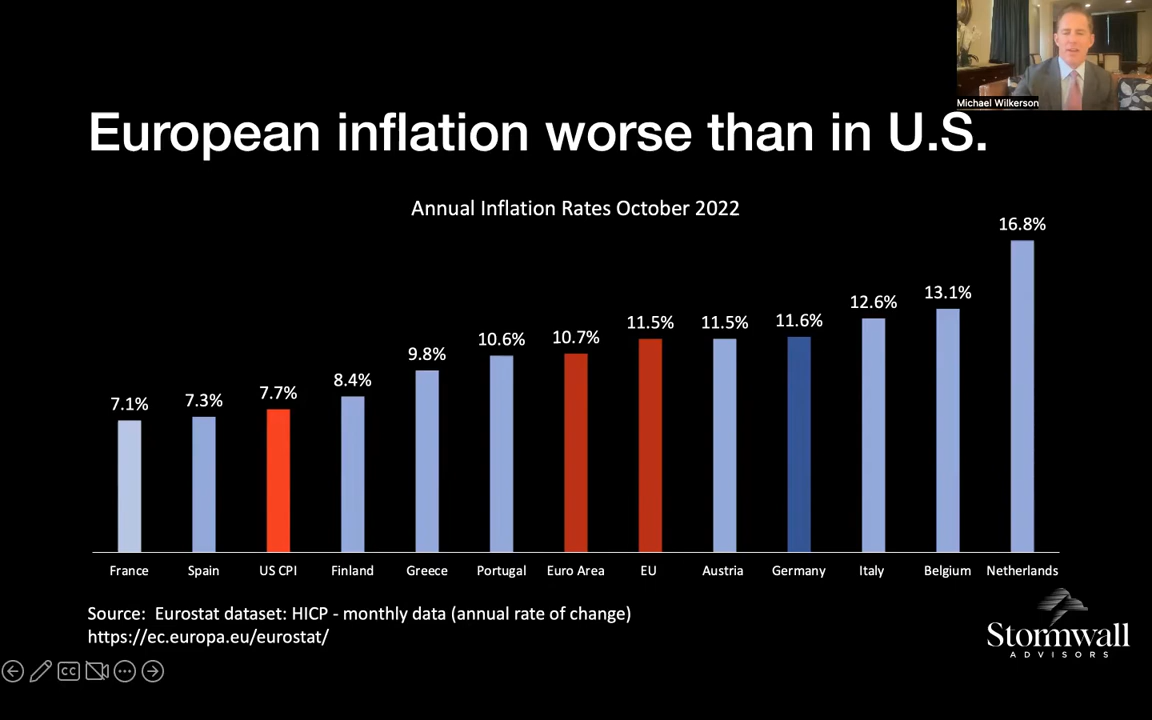 Michael Wilkerson
European inflation worse than in U.S.
Annual Inflation Rates October 2022
7.1%
7.3%
7.7%
8.4%
9.8%
10.6%
10.7%
11.5%
11.5%
11.6%
12.6%
13.1%
16.8%
France
Spain
US CPI
Finland
Greece
Portugal
Euro Area
EU
Austria
Germany
Italy
Belgium
Netherlands
Source: Eurostat dataset: HICP - monthly data (annual rate of change)
https://ec.europa.eu/eurostat/
Stormwall
ADVISORS
CC